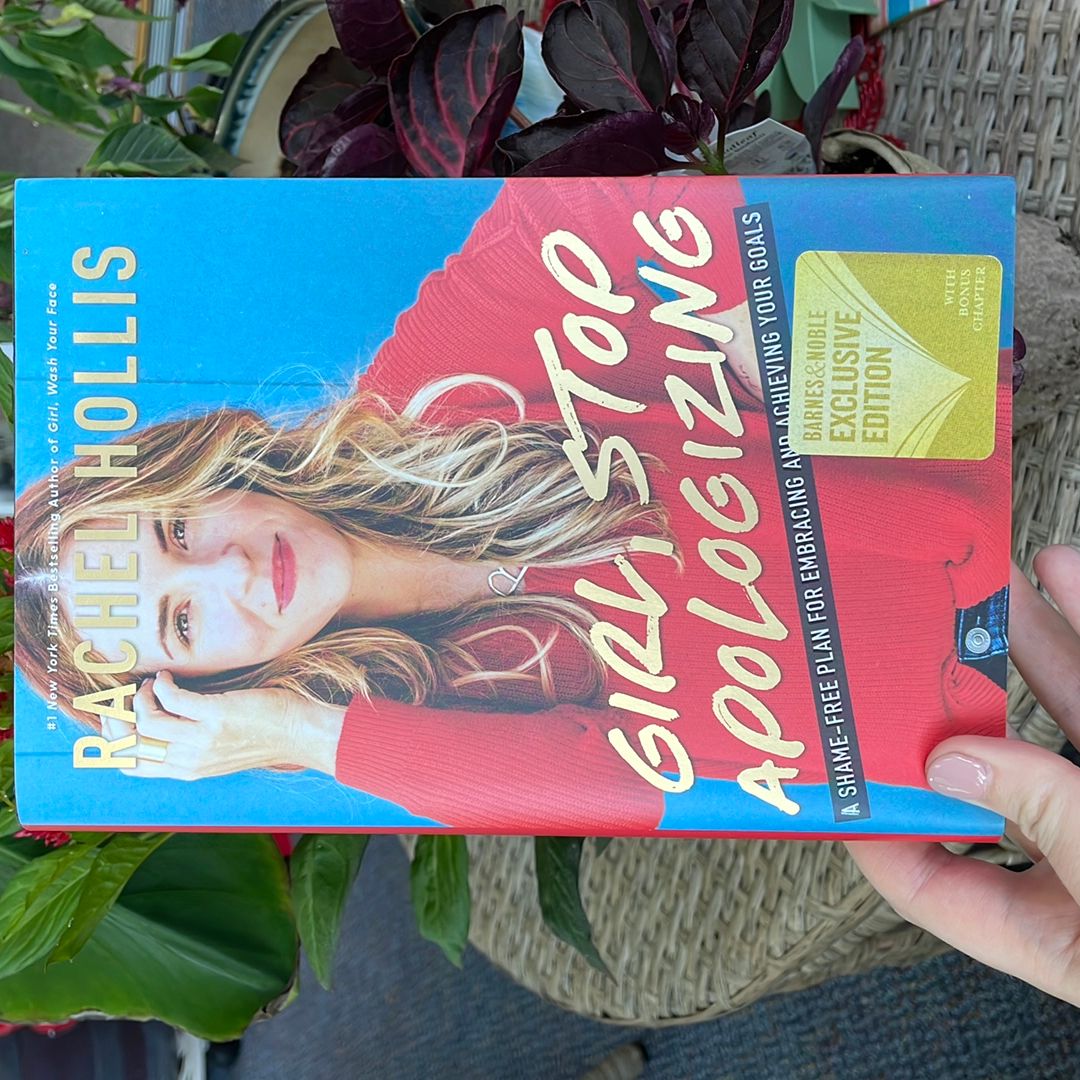 #1 New York Times Bestselling Author of Girl, Wash Your Face
RACHEL HOLLIS
GIRL, STOP
APOLOGIZING
A SHAME-FREE PLAN FOR EMBRACING AND ACHIEVING YOUR GOALS
BARNES & NOBLE
EXCLUSIVE
EDITION
WITH
BONUS
CHAPTER